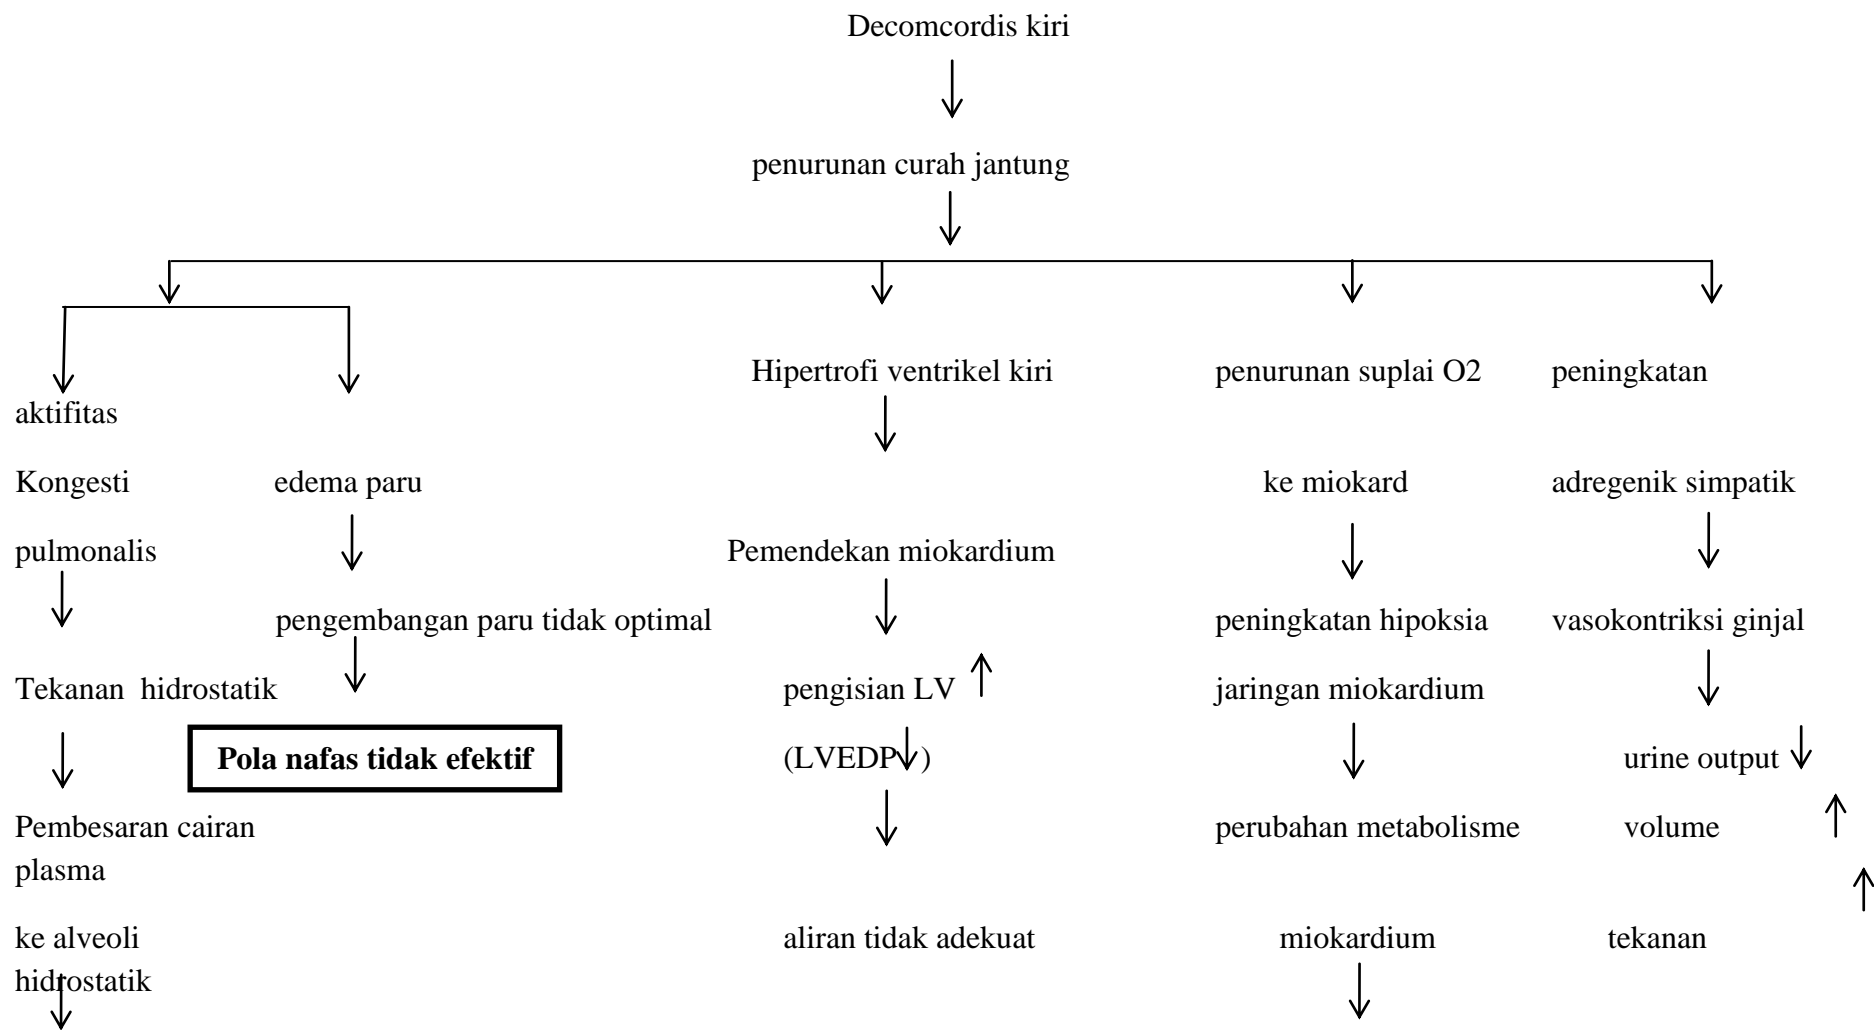 Decomcordis kiri
penurunan curah jantung
Hipertrofi ventrikel kiri penurunan suplai O2 peningkatan
aktifitas
Kongesti edema paru ke miokard adregenik simpatik
pulmonalis Pemendekan miokardium
pengembangan paru tidak optimal peningkatan hipoksia vasokontriksi ginjal
Tekanan hidrostatik pengisian LV jaringan miokardium
Pola nafas tidak efektif (LVEDP ) urine output
Pembesaran cairan perubahan metabolisme volume
plasma
ke alveoli aliran tidak adekuat miokardium tekanan
hidrostatik